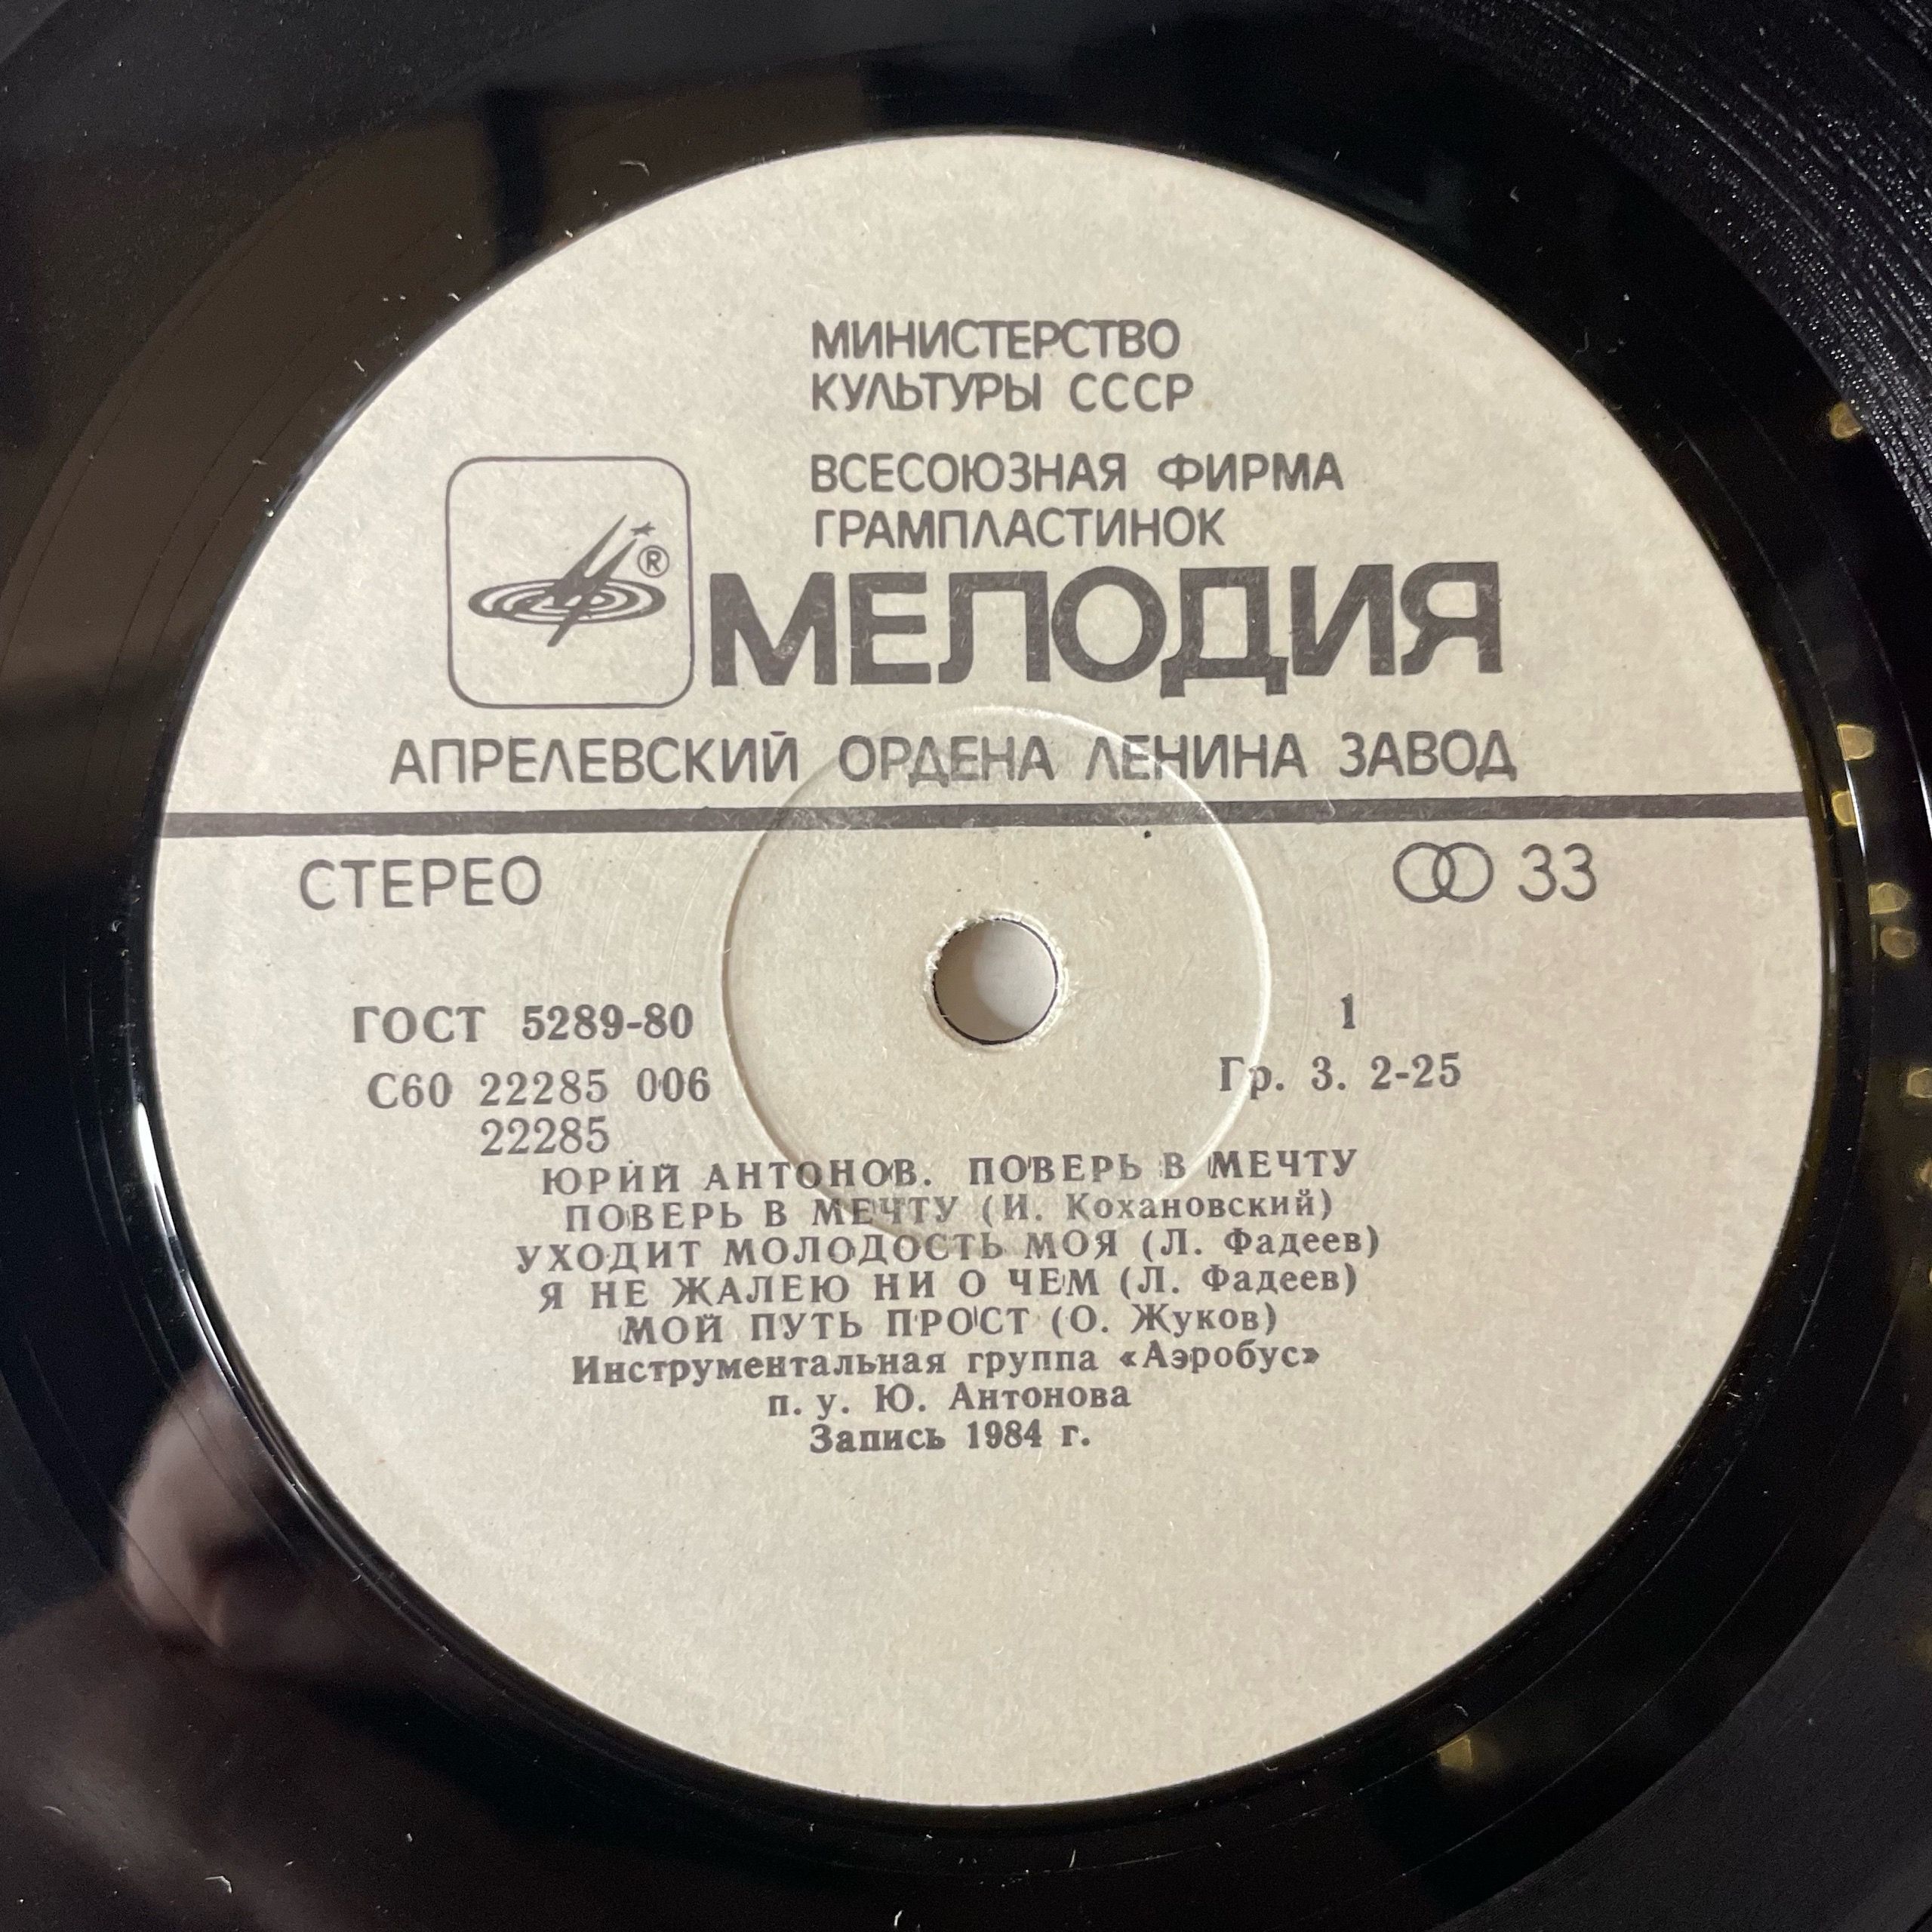 МИНИСТЕРСТВО
КУЛЬТУРЫ СССР
ВСЕСОЮЗНАЯ ФИРМА
ГРАМПЛАСТИНОК
®
МЕЛОДИЯ
АПРЕЛЕВСКИЙ ОРДЕНА ЛЕНИНА ЗАВОД
СТЕРЕО
33
ГОСТ 5289-80
1
С60 22285 006
Гр. 3. 2-25
22285
ЮРИЙ АНТОНОВ. ПОВЕРЬ В МЕЧТУ
ПОВЕРЬ В МЕЧТУ (И. Кохановский)
УХОДИТ МОЛОДОСТЬ МОЯ (Л. Фадеев)
Я НЕ ЖАЛЕЮ НИ О ЧЕМ (Л. Фадеев)
МОЙ ПУТЬ ПРОСТ (О. Жуков)
Инструментальная группа «Аэробус»
п. у. Ю. Антонова
Запись 1984 г.